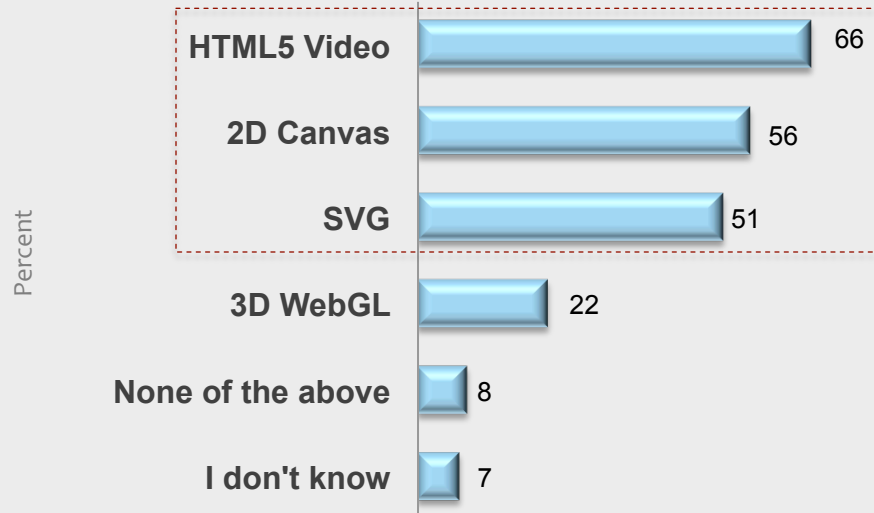 HTML5 Video 66
2D Canvas 56
SVG 51
Percent
3D WebGL 22
None of the above 8
I don't know 7